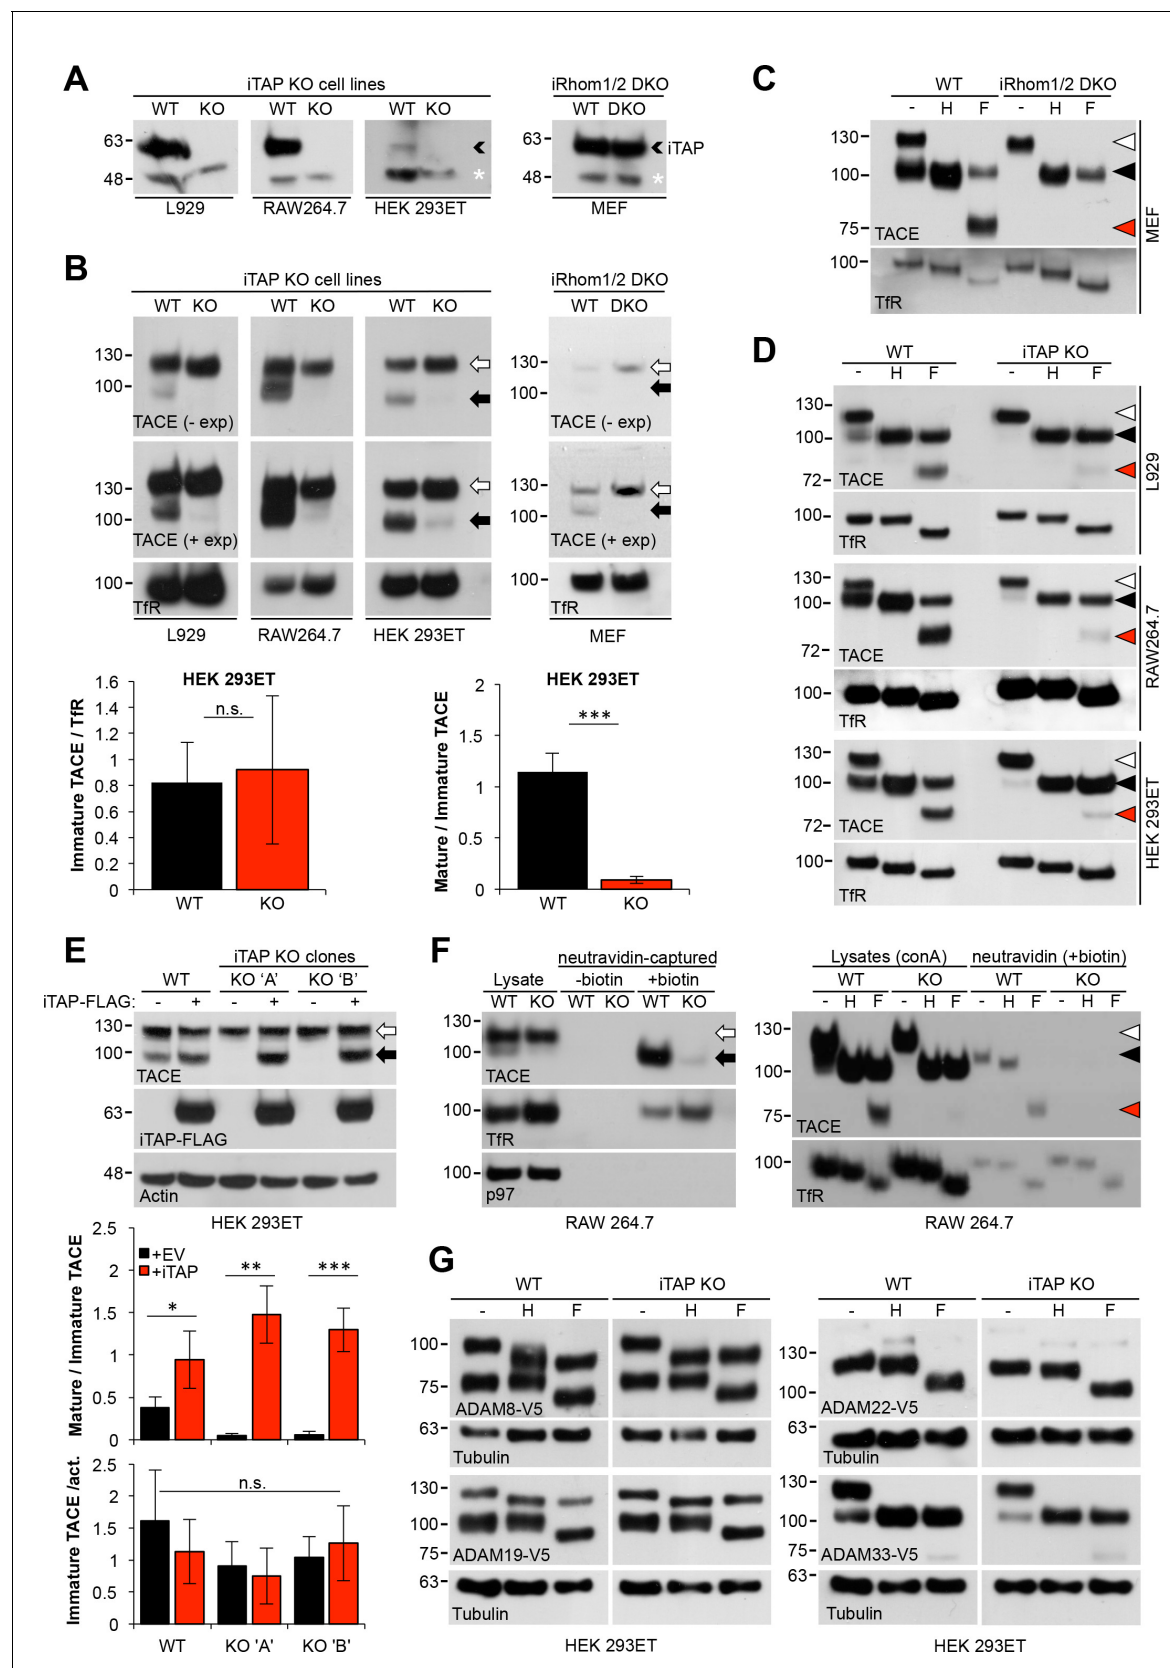 A
iTAP KO cell lines
iRhom1/2 DKO
WT KO WT KO WT KO WT DKO
63
48
63
48
iTAP
*
*
L929 RAW264.7 HEK 293ET MEF
B
iTAP KO cell lines
iRhom1/2 DKO
WT KO WT KO WT KO WT DKO
130
100
TACE (- exp)
130
100
TACE (- exp)
130
100
TACE (+ exp)
130
100
TACE (+ exp)
100
TfR
100
TfR
L929 RAW264.7 HEK 293ET MEF
HEK 293ET
Immature TACE / TfR
1.6
1.4
1.2
1
0.8
0.6
0.4
0.2
0
n.s.
WT KO
HEK 293ET
Mature / Immature TACE
2
1.5
1
0.5
0
***
WT KO
C
WT iRhom1/2 DKO
- H F - H F
130
100
75
TACE
100
TfR
MEF
D
WT iTAP KO
- H F - H F
130
100
72
TACE
100
TfR
L929
130
100
72
TACE
100
TfR
RAW264.7
130
100
72
TACE
100
TfR
HEK 293ET
E
iTAP KO clones
WT KO ‘A’ KO ‘B’
iTAP-FLAG: - + - + - +
130
100
TACE
63
iTAP-FLAG
48
Actin
HEK 293ET
Mature / Immature TACE
2.5
2
1.5
1
0.5
0
+EV
+iTAP
*
**
***
Immature TACE /act.
2.5
2
1.5
1
0.5
0
n.s.
WT KO 'A' KO 'B'
F
neutravidin-captured
Lysate -biotin +biotin
WT KO WT KO WT KO
130
100
TACE
100
TfR
100
p97
RAW 264.7
Lysates (conA) neutravidin (+biotin)
WT KO WT KO
- H F - H F - H F - H F
130
100
75
TACE
100
TfR
RAW 264.7
G
WT iTAP KO
- H F - H F
100
75
ADAM8-V5
63
Tubulin
130
100
75
ADAM19-V5
63
Tubulin
HEK 293ET
WT iTAP KO
- H F - H F
130
100
ADAM22-V5
63
Tubulin
130
100
75
ADAM33-V5
63
Tubulin
HEK 293ET